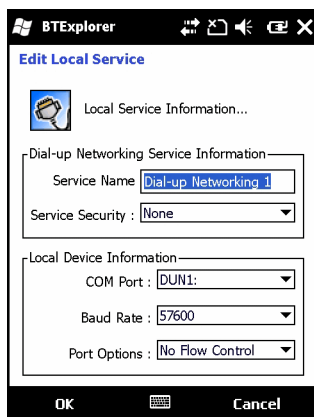 BTExplorer
Edit Local Service
Local Service Information...
Dial-up Networking Service Information
Service Name Dial-up Networking 1
Service Security : None
Local Device Information
COM Port : DUN1:
Baud Rate : 57600
Port Options : No Flow Control
OK Cancel